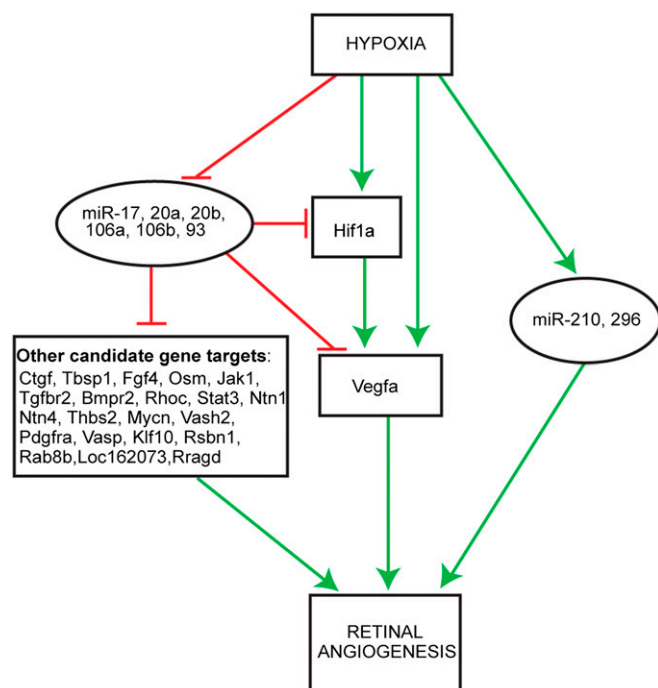 HYPOXIA
miR-17, 20a, 20b,
106a, 106b, 93
Hif1a
miR-210, 296
Other candidate gene targets:
Ctgf, Tbsp1, Fgf4, Osm, Jak1,
Tgfbr2, Bmpr2, Rhoc, Stat3, Ntn1
Ntn4, Thbs2, Mycn, Vash2,
Pdgfra, Vasp, Klf10, Rsbn1,
Rab8b,Loc162073,Rragd
Vegfa
RETINAL
ANGIOGENESIS